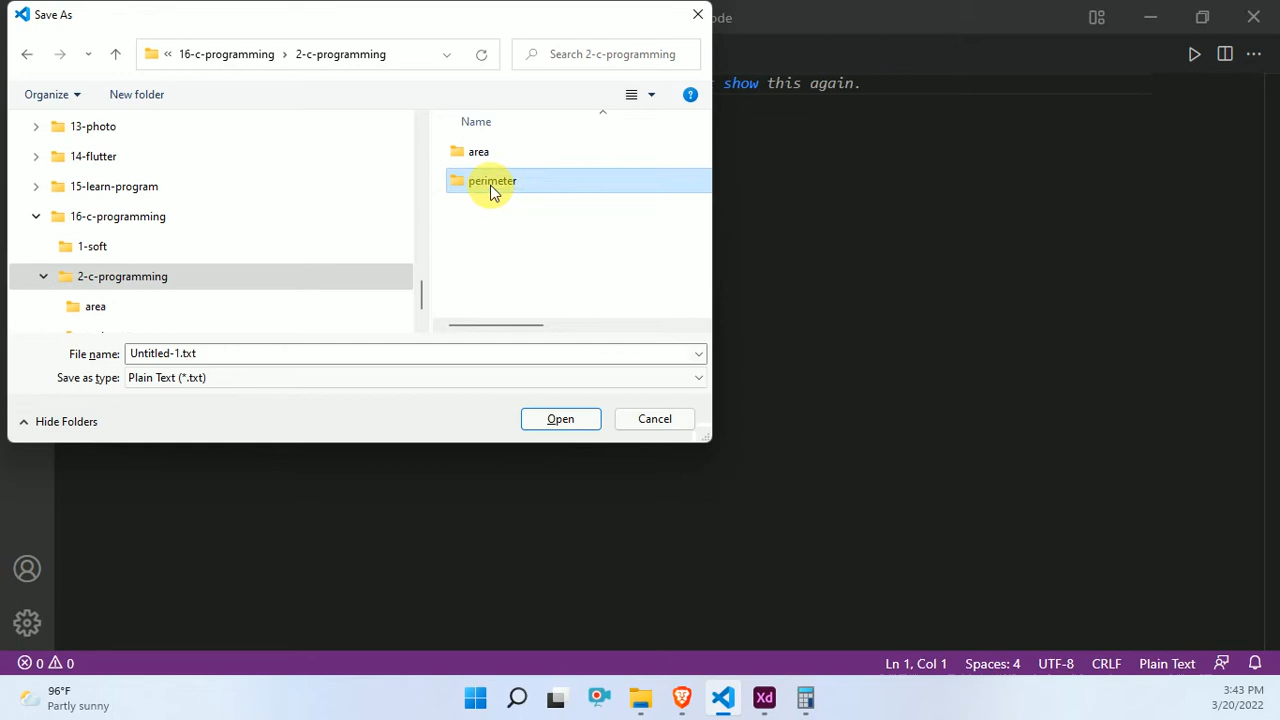 Save As
ode
« 16-c-programming > 2-c-programming
Search 2-c-programming
Organize
New folder
show this again.
13-photo
14-flutter
15-learn-program
16-c-programming
1-soft
2-c-programming
area
Name
area
perimeter
File name:
Untitled-1.txt
Save as type:
Plain Text (*.txt)
Hide Folders
Open
Cancel
0
0
Ln 1, Col 1
Spaces: 4
UTF-8
CRLF
Plain Text
96°F
Partly sunny
Xd
3:43 PM
3/20/2022